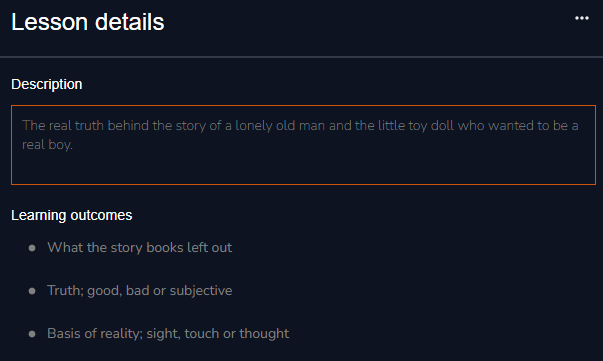 Lesson details
Description
The real truth behind the story of a lonely old man and the little toy doll who wanted to be a
real boy.
Learning outcomes
What the story books left out
Truth; good, bad or subjective
Basis of reality; sight, touch or thought